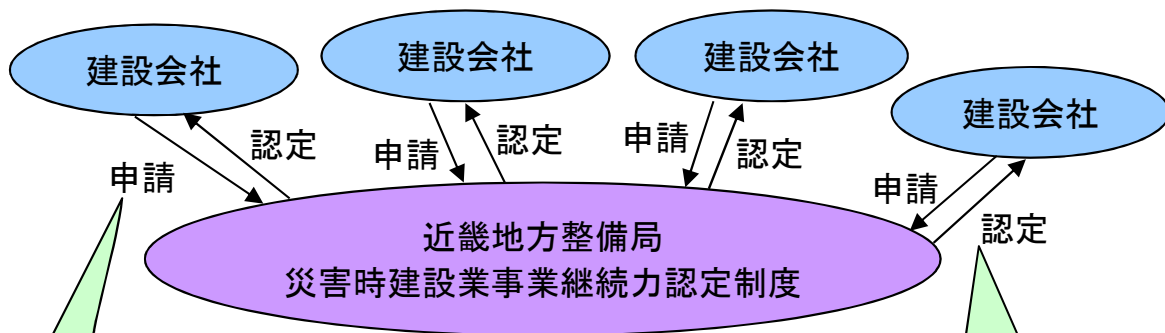 建設会社
建設会社
建設会社
建設会社
申請
認定
申請
認定
申請
認定
申請
認定
近畿地方整備局
災害時建設業事業継続力認定制度